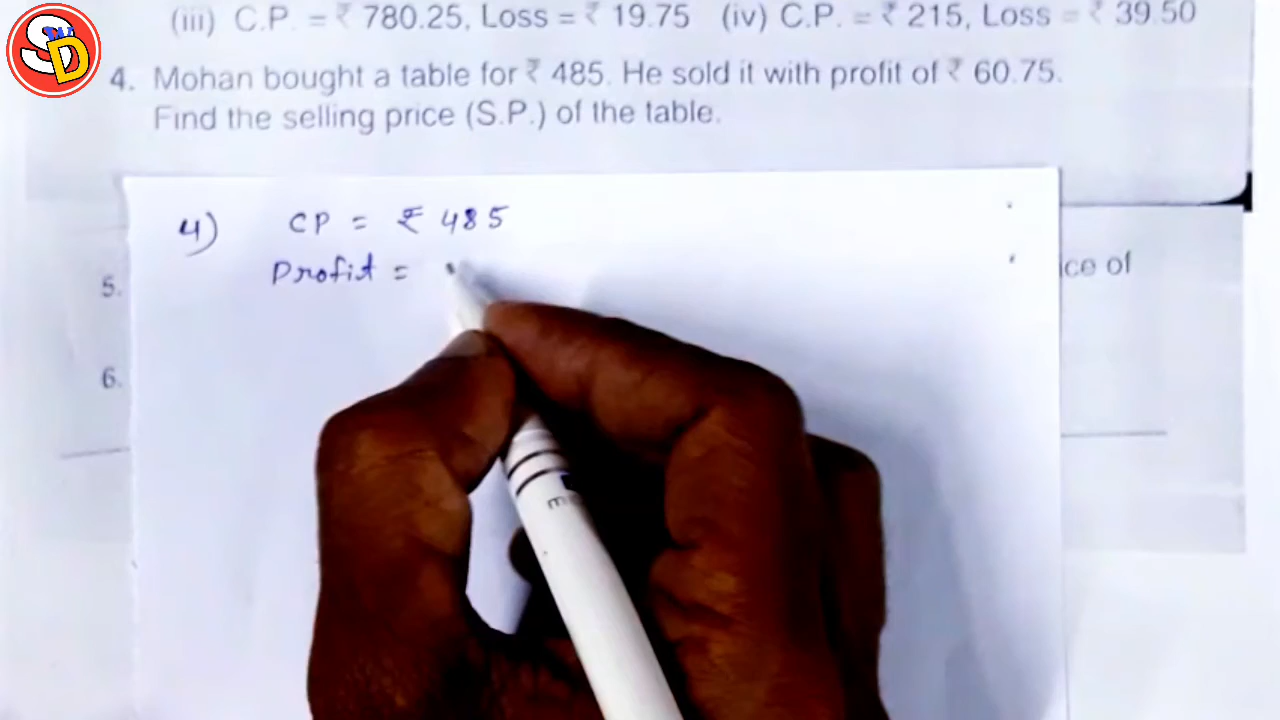 SWD
(iii) C.P. = ₹ 780.25, Loss = ₹ 19.75 (iv) C.P. = ₹ 215, Loss = ₹ 39.50
4. Mohan bought a table for ₹ 485. He sold it with profit of ₹ 60.75.
Find the selling price (S.P.) of the table.
4) CP = ₹ 485
Profit =
5. ice of
6.